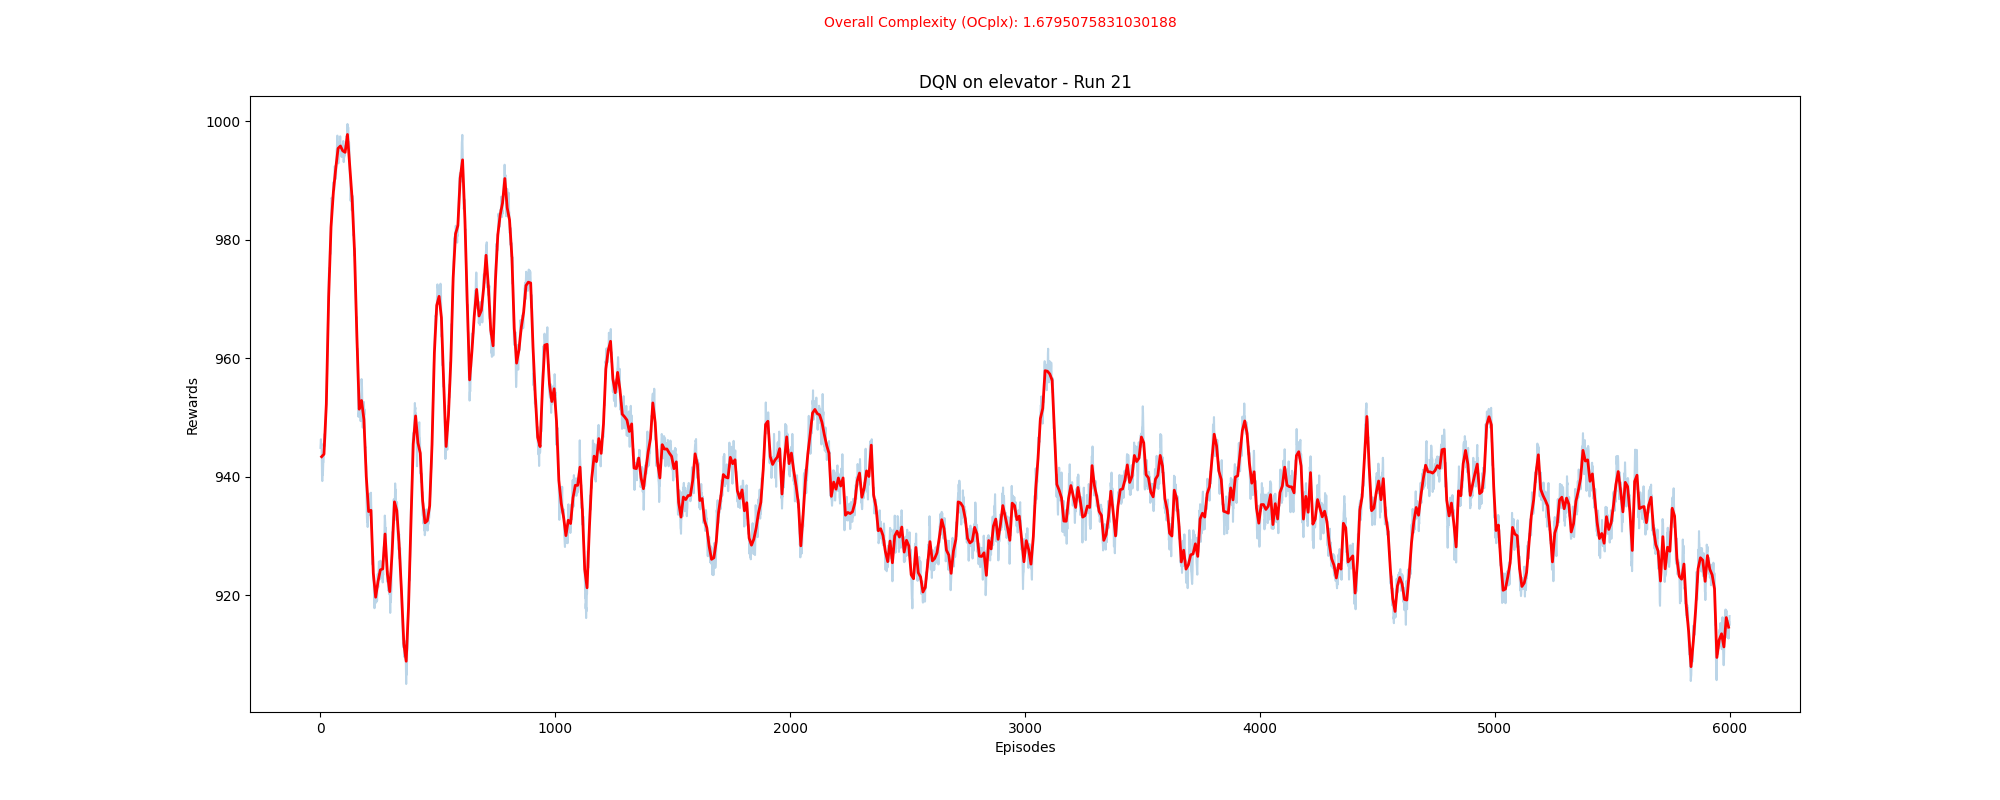 Overall Complexity (OCplx): 1.6795075831030188
DQN on elevator - Run 21
1000
980
960
940
920
Rewards
0 1000 2000 3000 4000 5000 6000
Episodes